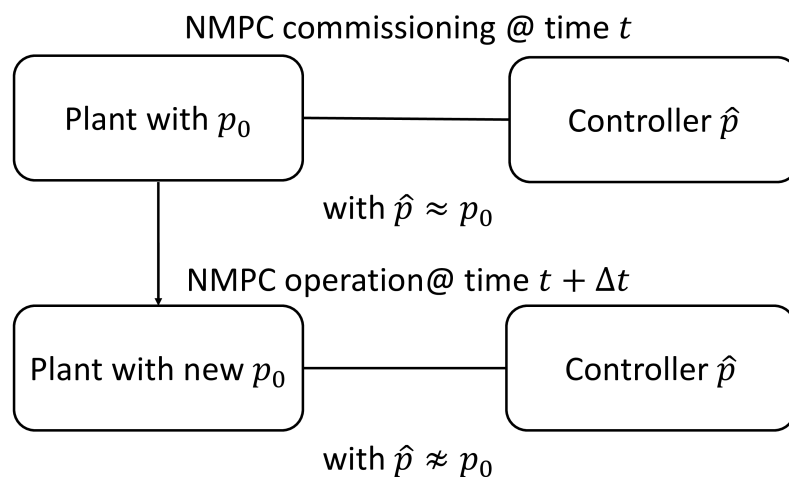 NMPC commissioning @ time t
Plant with p₀
Controller p̂
with p̂ ≈ p₀
NMPC operation@ time t + Δt
Plant with new p₀
Controller p̂
with p̂ ≉ p₀